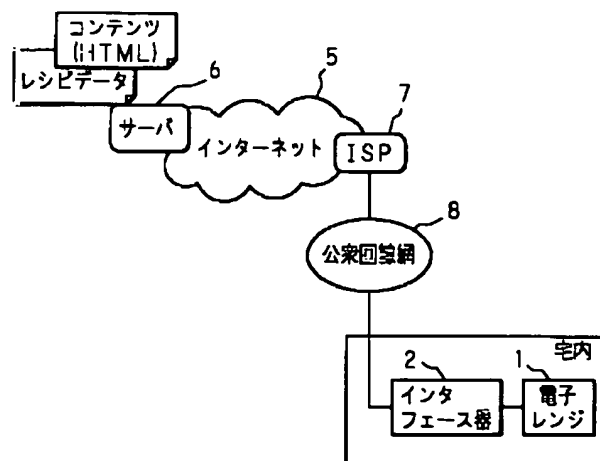 コンテンツ
(HTML)
レシピデータ
6
5
7
サーバ
インターネット
ISP
8
公衆回線網
宅内
2
1
インタ
フェース器
電子
レンジ